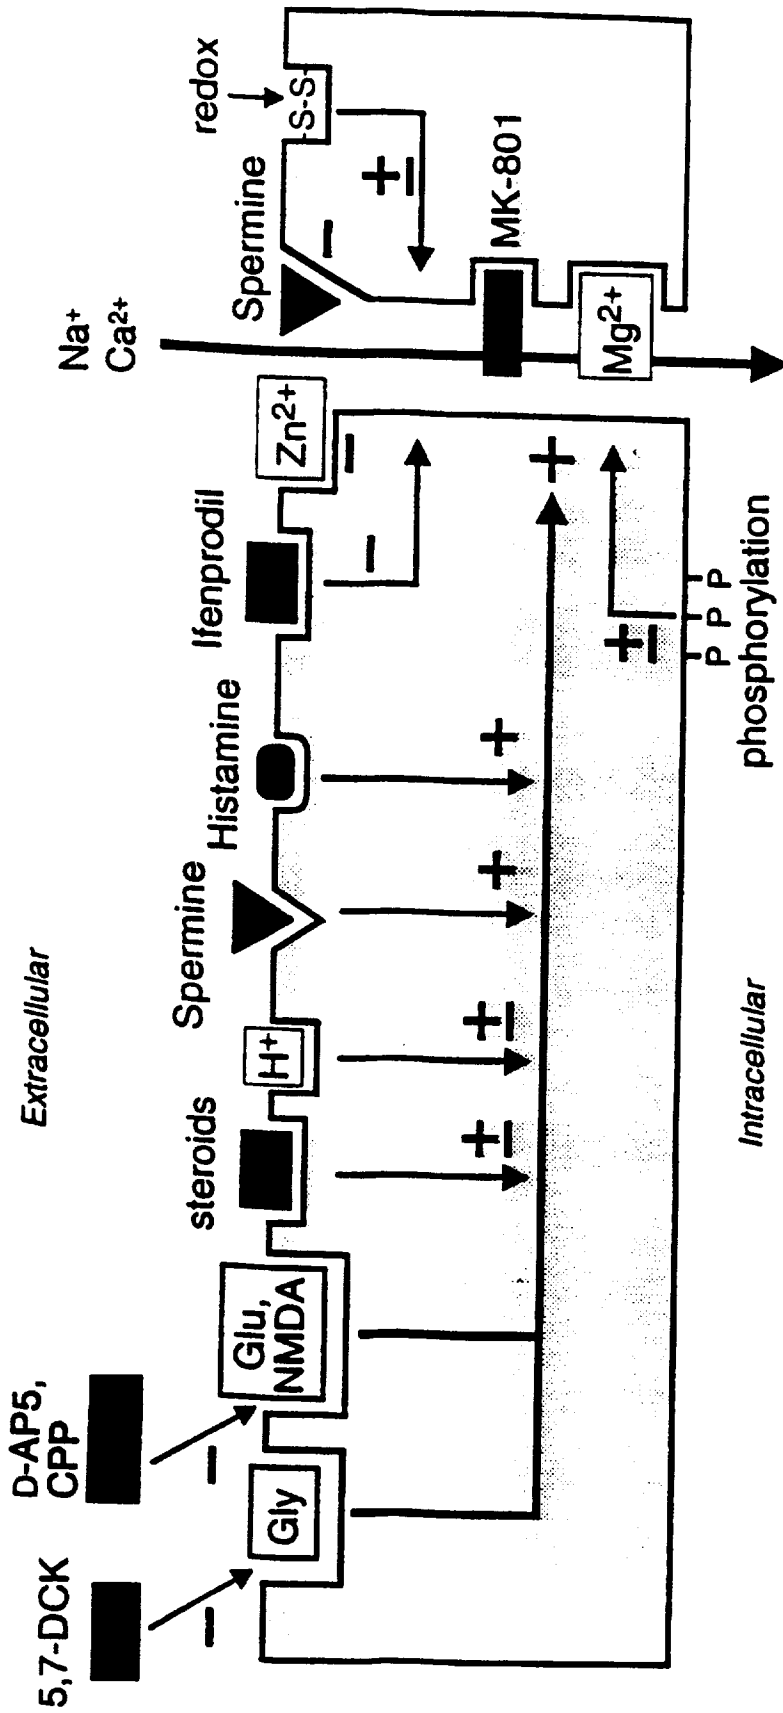 Extracellular
5,7-DCK
D-AP5,
CPP
Na⁺
Ca²⁺
steroids
Spermine
Histamine
Ifenprodil
Spermine
redox
Gly
Glu,
NMDA
H⁺
Zn²⁺
-S-S-
−
−
−
−
−
±
±
±
+
+
+
MK-801
Mg²⁺
±
P P P
phosphorylation
Intracellular